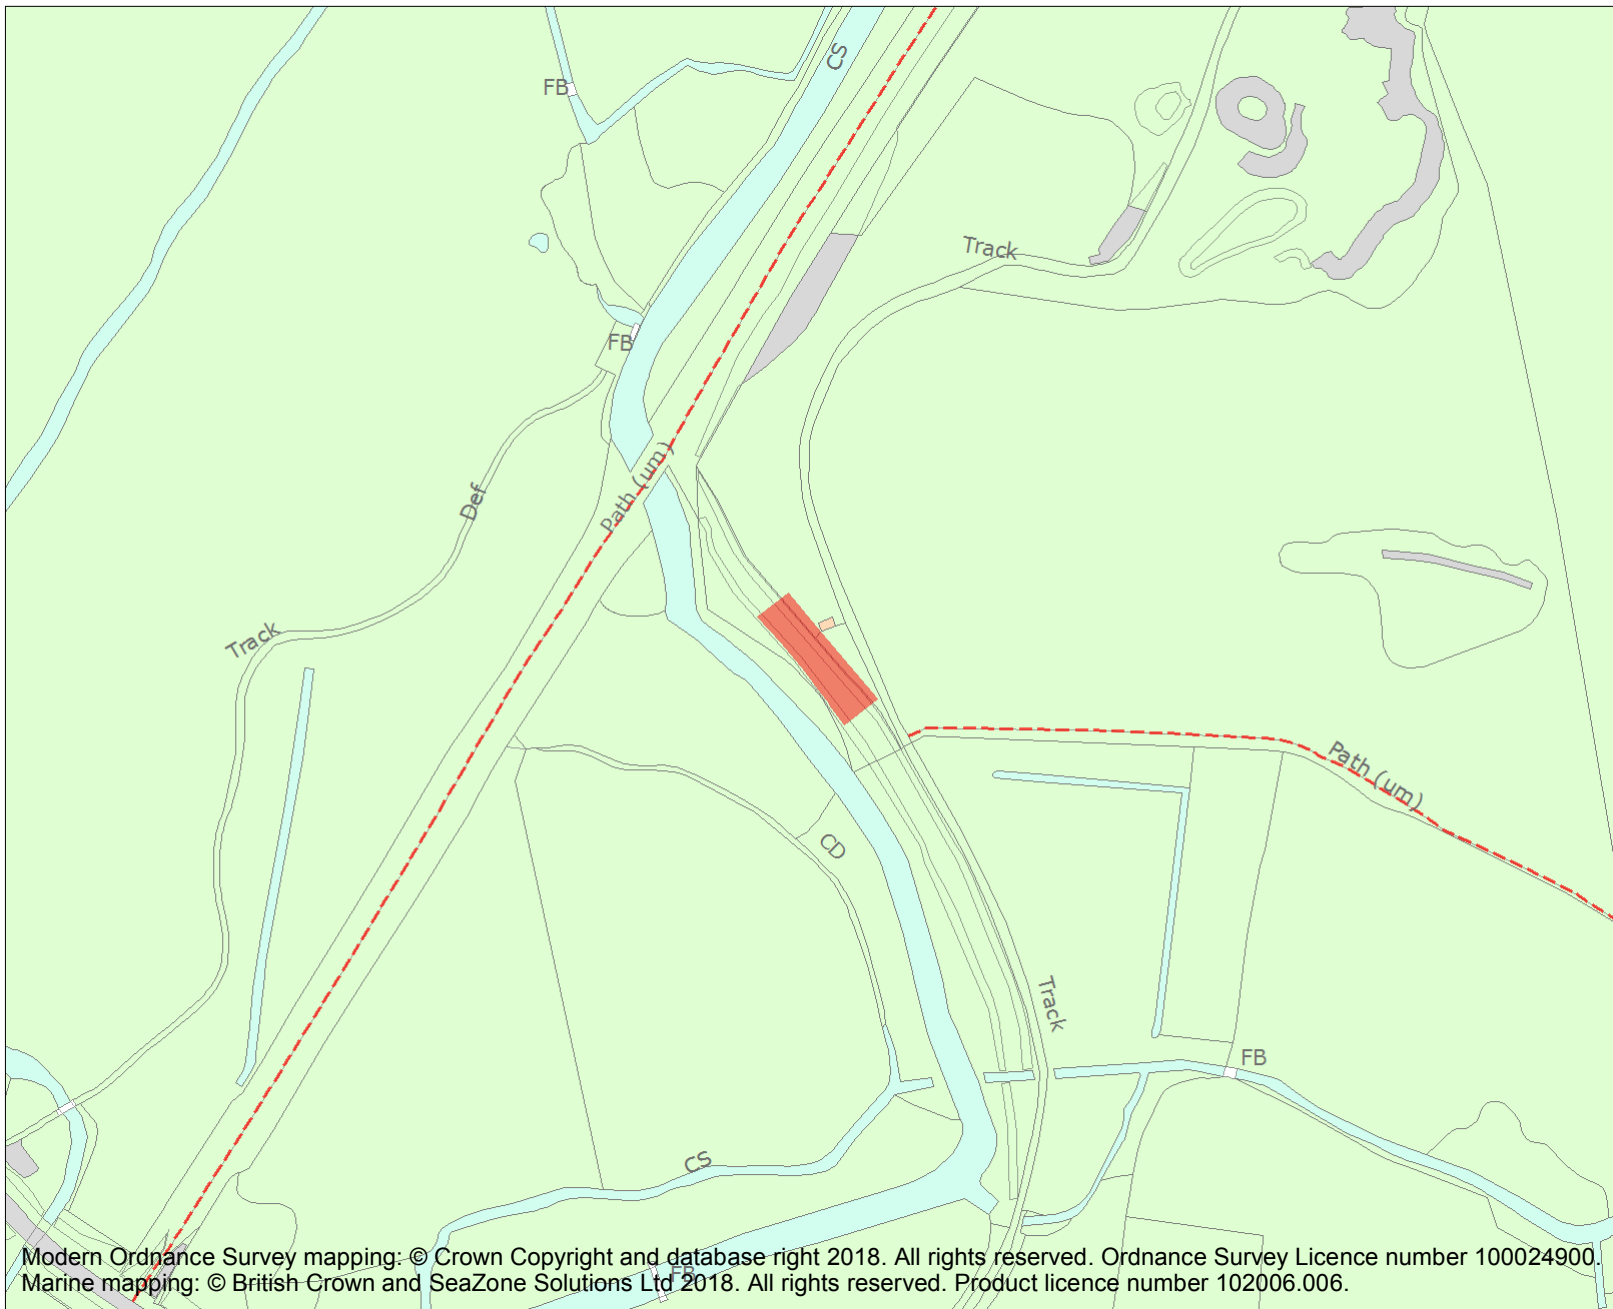 CS
FB
Track
FB
Path (um)
Def
Track
Path (um)
CD
Track
FB
CS
FB
Modern Ordnance Survey mapping: © Crown Copyright and database right 2018. All rights reserved. Ordnance Survey Licence number 100024900.
Marine mapping: © British Crown and SeaZone Solutions Ltd 2018. All rights reserved. Product licence number 102006.006.